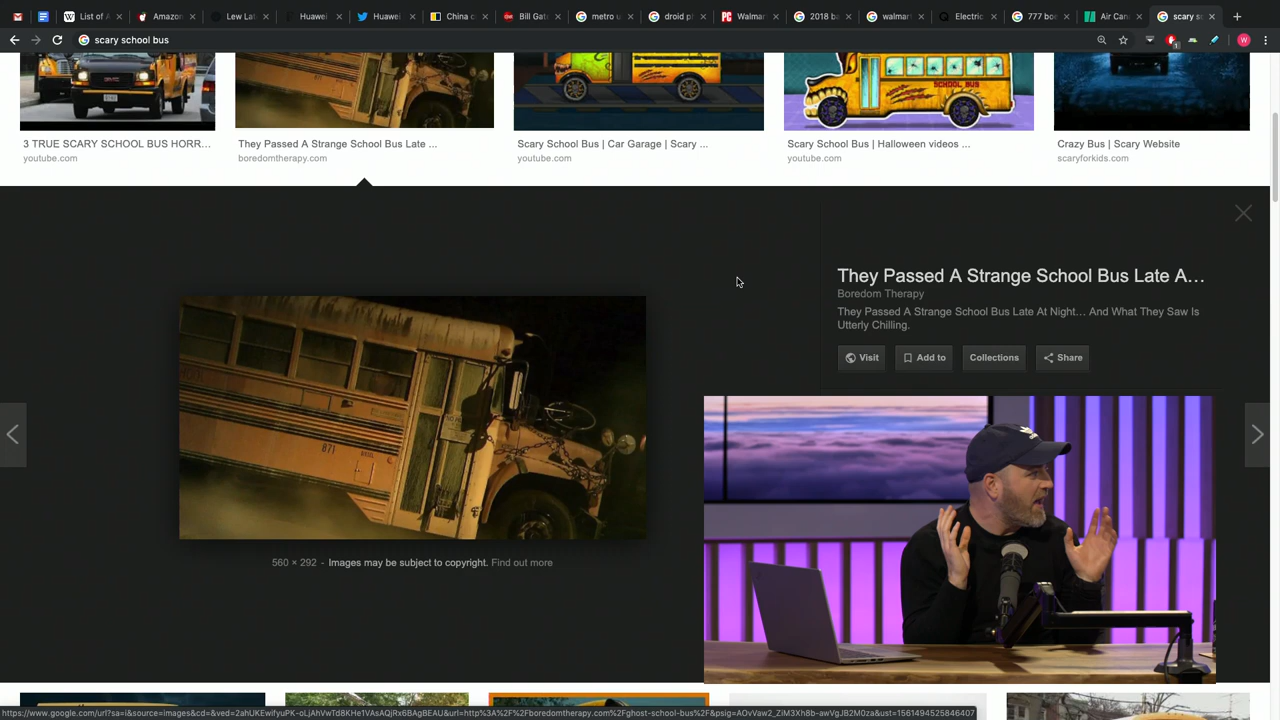 List of A
Amazon
Lew Lat
Huawei
Huawei
China c
Bill Gat
metro u
droid pr
Walmar
2018 bo
walmar
Electric
777 boe
Air Can
scary sc
scary school bus
3 TRUE SCARY SCHOOL BUS HORR...
They Passed A Strange School Bus Late ...
Scary School Bus | Car Garage | Scary ...
Scary School Bus | Halloween videos ...
Crazy Bus | Scary Website
youtube.com
boredomtherapy.com
youtube.com
youtube.com
scaryforkids.com
They Passed A Strange School Bus Late A...
Boredom Therapy
They Passed A Strange School Bus Late At Night... And What They Saw Is
Utterly Chilling.
Visit
Add to
Collections
Share
871
560 × 292 - Images may be subject to copyright. Find out more